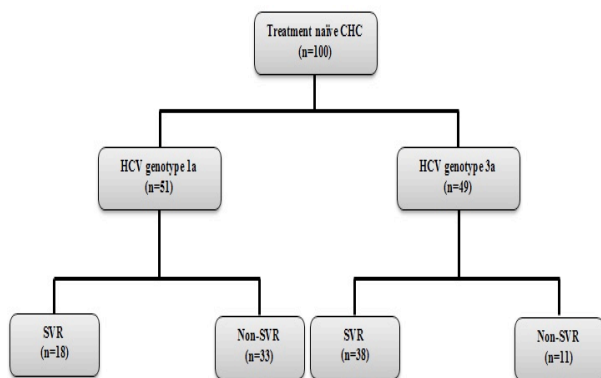 Treatment naïve CHC
(n=100)
HCV genotype 1a
(n=51)
HCV genotype 3a
(n=49)
SVR
(n=18)
Non-SVR
(n=33)
SVR
(n=38)
Non-SVR
(n=11)